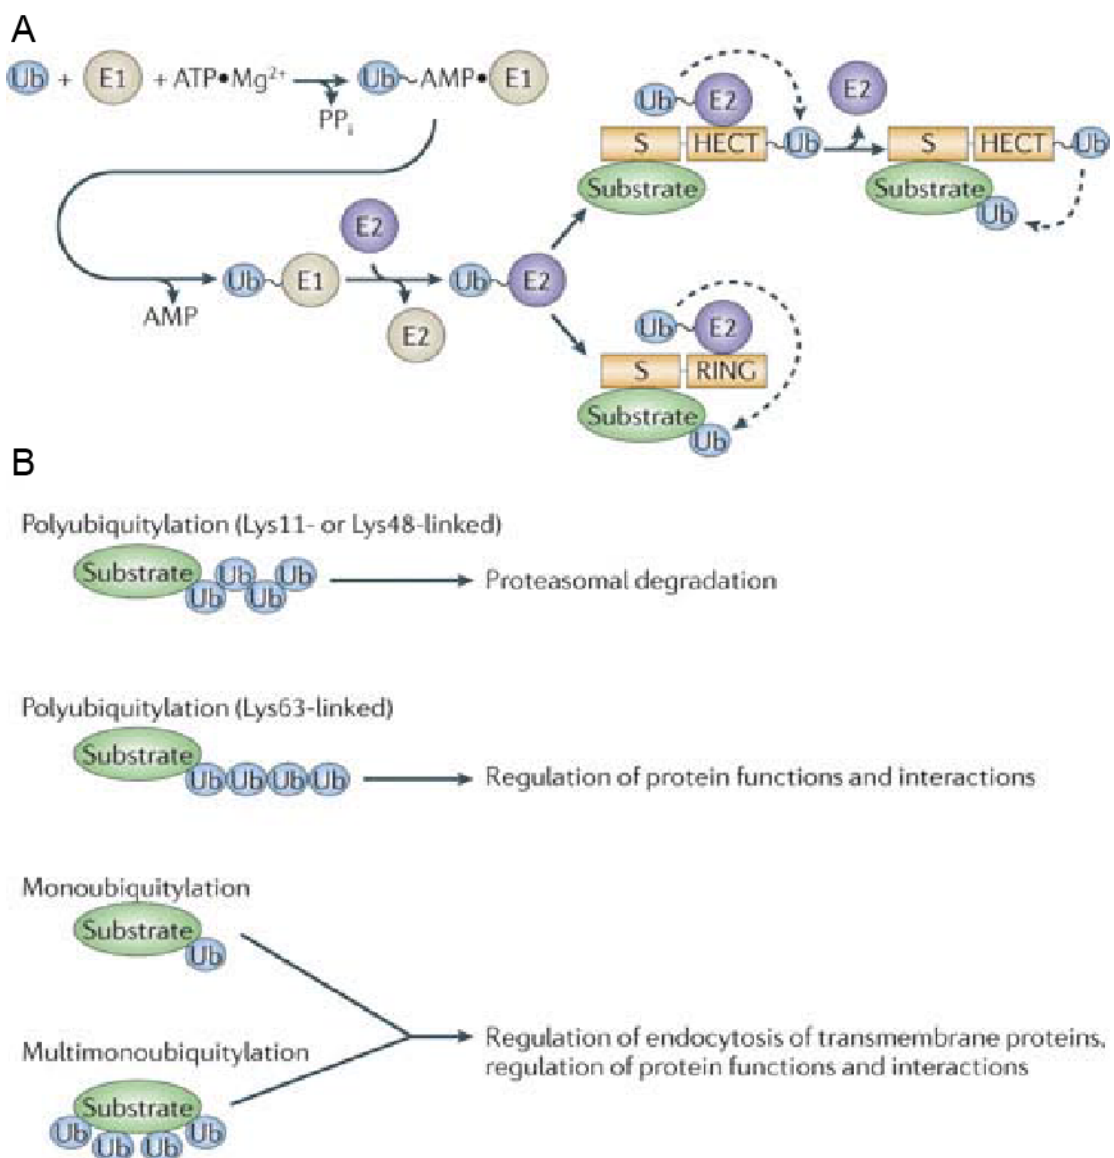 A
Ub + E1 + ATP•Mg²⁺ Ub AMP• E1
PPᵢ
Ub E2 E2
S HECT Ub S HECT Ub
Substrate Substrate
Ub
E2
Ub E1 Ub E2
AMP E2
Ub E2
S RING
Substrate
Ub
B
Polyubiquitylation (Lys11- or Lys48-linked)
Substrate Ub Ub Ub Ub
Proteasomal degradation
Polyubiquitylation (Lys63-linked)
Substrate
Ub Ub Ub Ub
Regulation of protein functions and interactions
Monoubiquitylation
Substrate
Ub
Multimonoubiquitylation
Regulation of endocytosis of transmembrane proteins,
regulation of protein functions and interactions
Substrate
Ub Ub Ub Ub